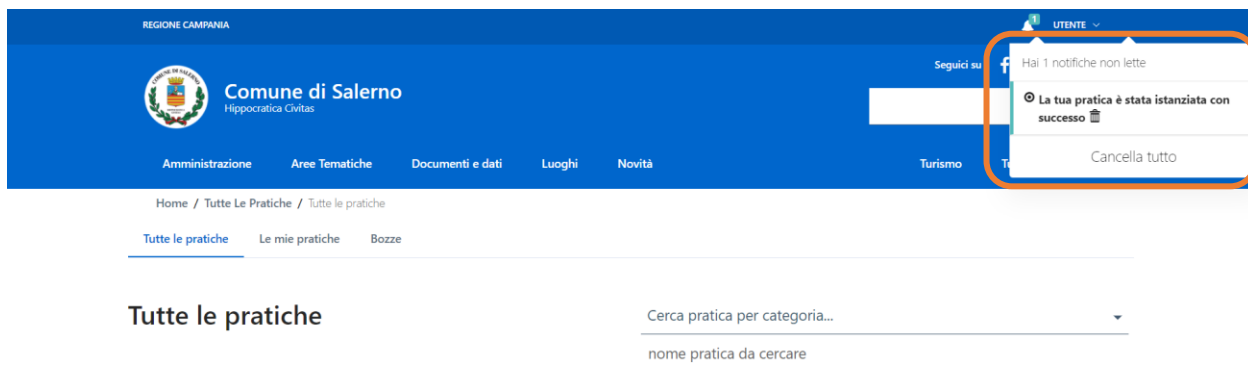 REGIONE CAMPANIA
1
UTENTE
Seguici su
Hai 1 notifiche non lette
Comune di Salerno
Hippocratica Civitas
La tua pratica è stata istanziata con
successo
Cancella tutto
Amministrazione Aree Tematiche Documenti e dati Luoghi Novità Turismo
Home / Tutte Le Pratiche / Tutte le pratiche
Tutte le pratiche Le mie pratiche Bozze
Tutte le pratiche
Cerca pratica per categoria...
nome pratica da cercare